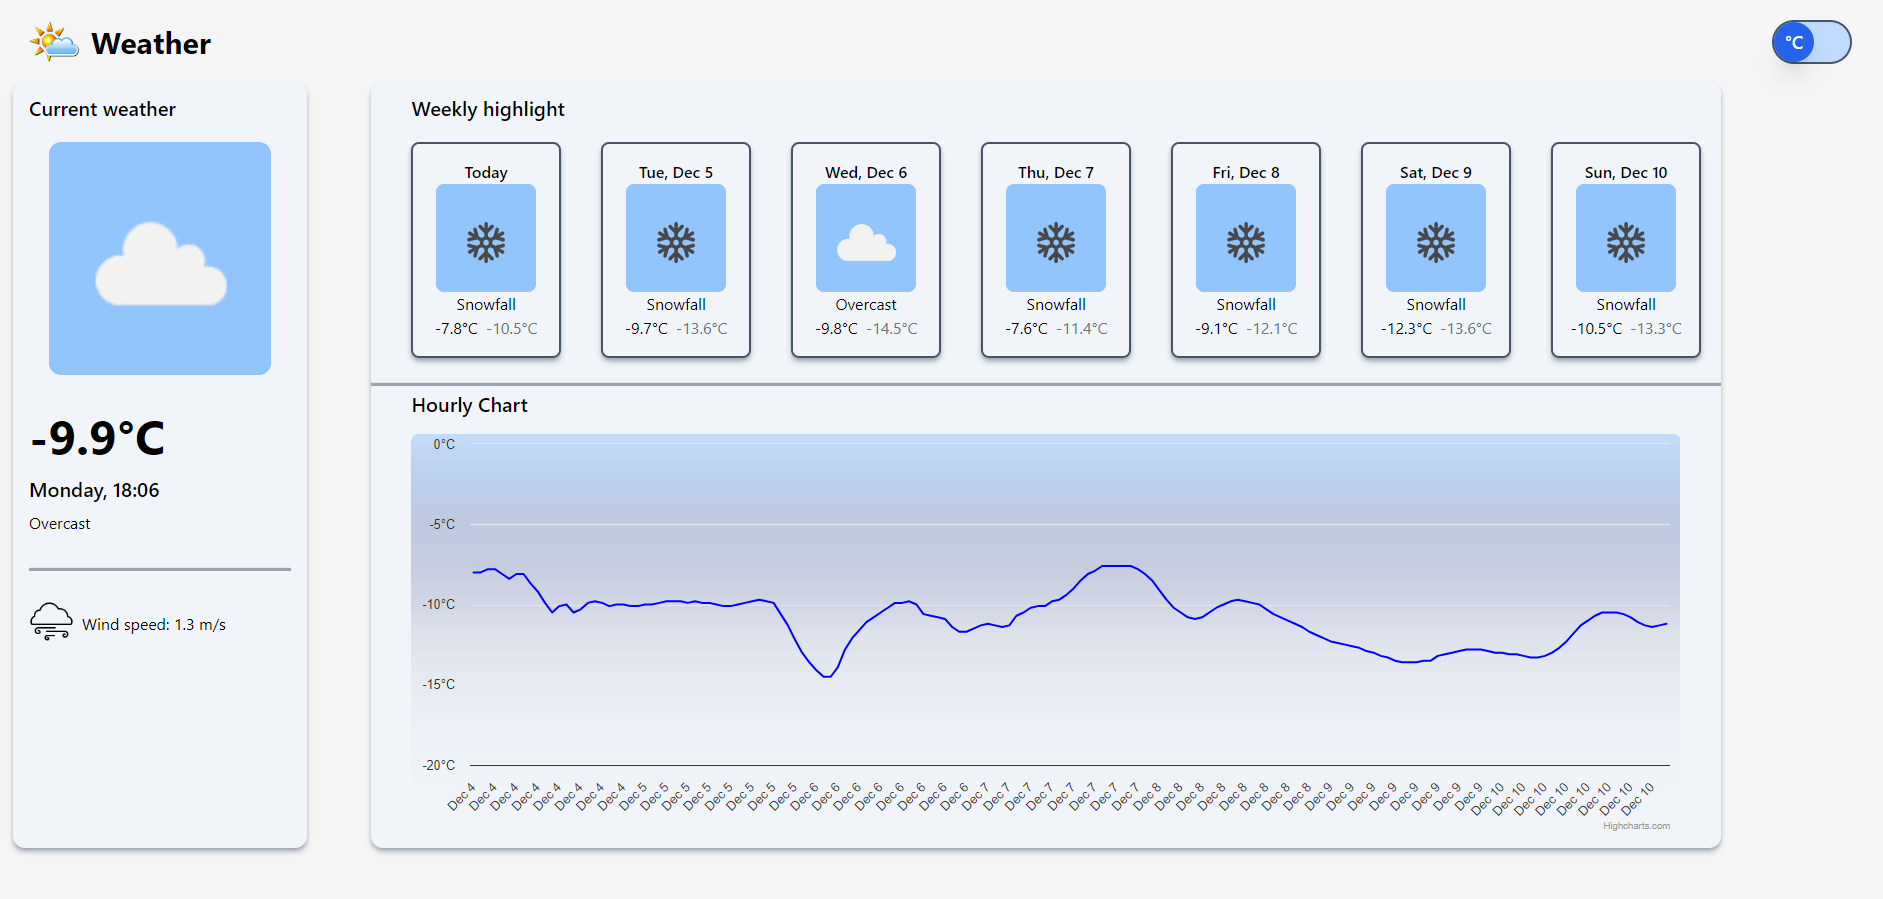 Weather
°C
Current weather
-9.9°C
Monday, 18:06
Overcast
Wind speed: 1.3 m/s
Weekly highlight
Today
Snowfall
-7.8°C -10.5°C
Tue, Dec 5
Snowfall
-9.7°C -13.6°C
Wed, Dec 6
Overcast
-9.8°C -14.5°C
Thu, Dec 7
Snowfall
-7.6°C -11.4°C
Fri, Dec 8
Snowfall
-9.1°C -12.1°C
Sat, Dec 9
Snowfall
-12.3°C -13.6°C
Sun, Dec 10
Snowfall
-10.5°C -13.3°C
Hourly Chart
0°C
-5°C
-10°C
-15°C
-20°C
Dec 4
Dec 4
Dec 4
Dec 4
Dec 4
Dec 4
Dec 4
Dec 4
Dec 5
Dec 5
Dec 5
Dec 5
Dec 5
Dec 5
Dec 5
Dec 5
Dec 6
Dec 6
Dec 6
Dec 6
Dec 6
Dec 6
Dec 6
Dec 6
Dec 7
Dec 7
Dec 7
Dec 7
Dec 7
Dec 7
Dec 7
Dec 7
Dec 8
Dec 8
Dec 8
Dec 8
Dec 8
Dec 8
Dec 8
Dec 8
Dec 9
Dec 9
Dec 9
Dec 9
Dec 9
Dec 9
Dec 9
Dec 9
Dec 10
Dec 10
Dec 10
Dec 10
Dec 10
Dec 10
Dec 10
Dec 10
Highcharts.com